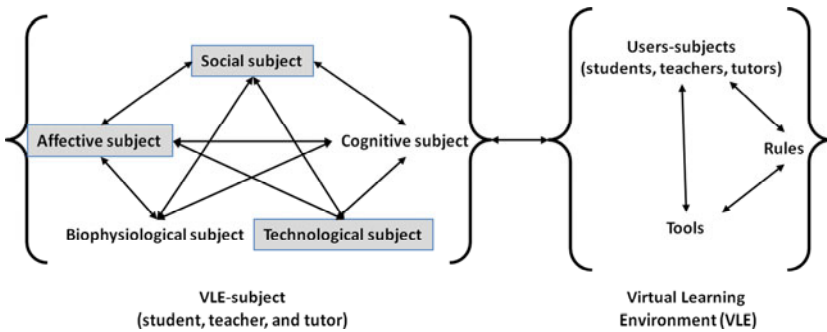 Social subject
Affective subject
Cognitive subject
Biophysiological subject
Technological subject
VLE-subject
(student, teacher, and tutor)
Users-subjects
(students, teachers, tutors)
Rules
Tools
Virtual Learning
Environment (VLE)